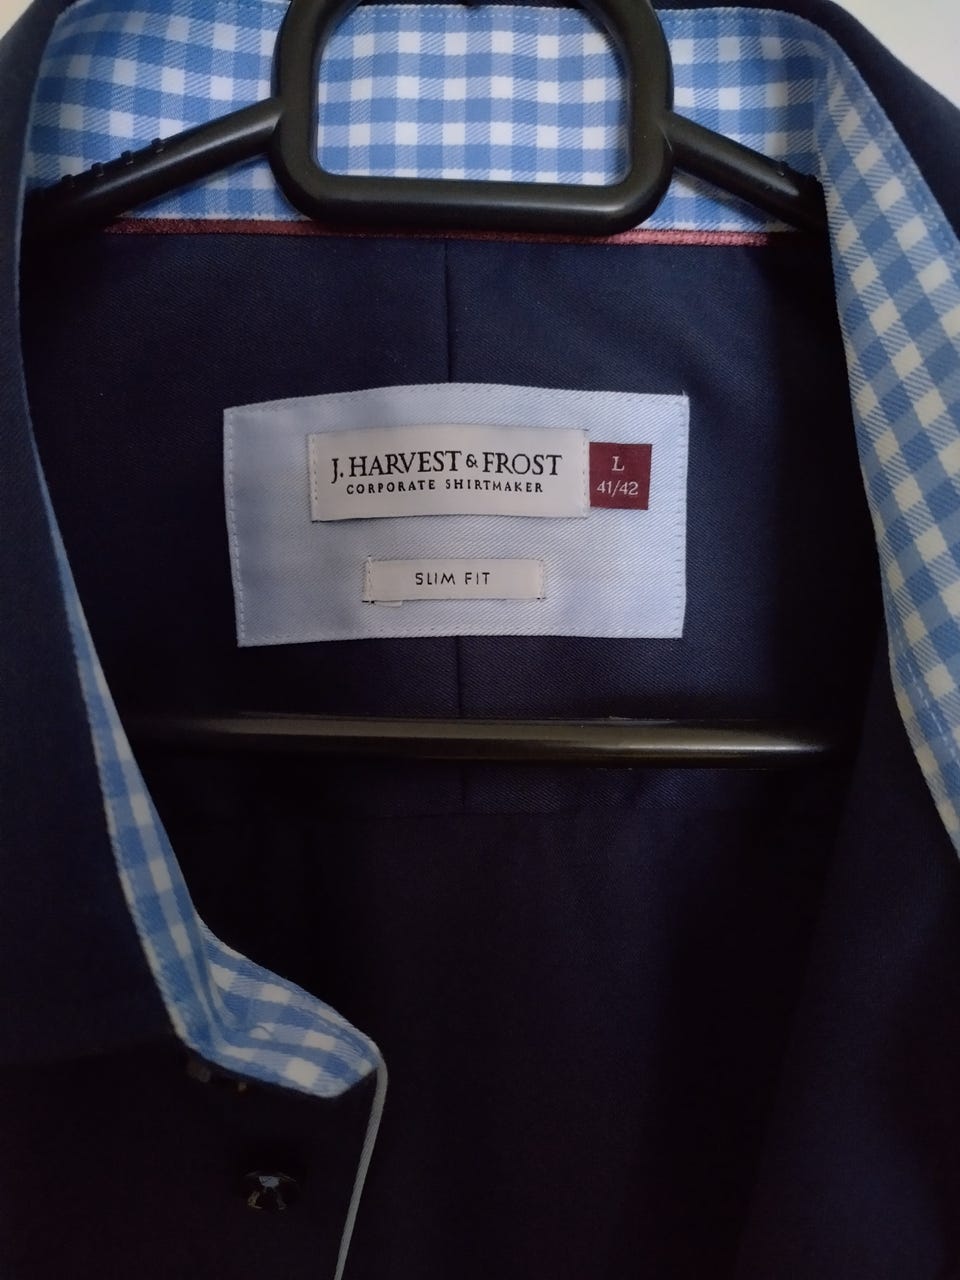 J. HARVEST & FROST
CORPORATE SHIRTMAKER
L
41/42
SLIM FIT